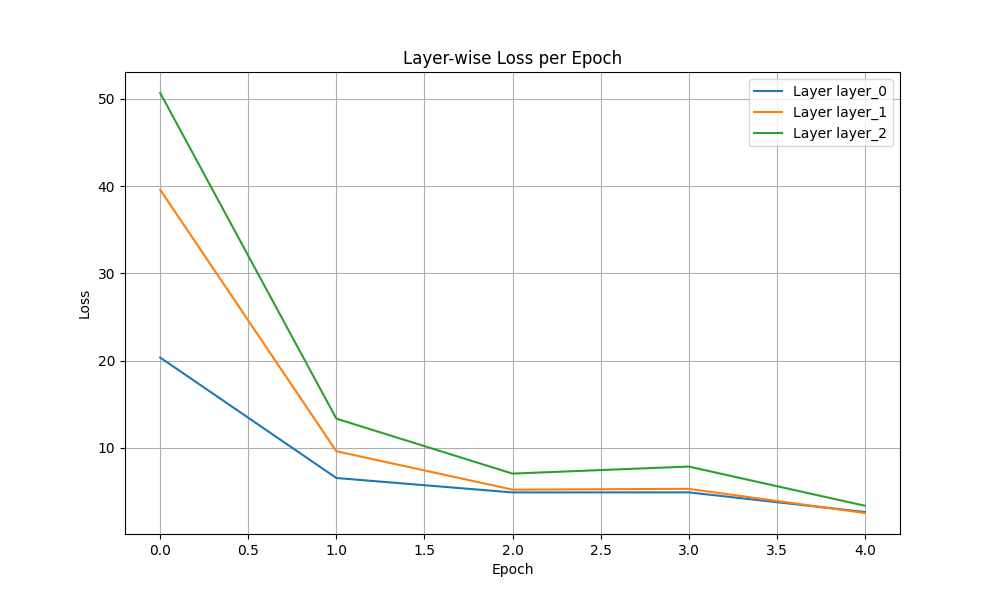 Layer-wise Loss per Epoch
Layer layer_0
Layer layer_1
Layer layer_2
Loss
50
40
30
20
10
0.0 0.5 1.0 1.5 2.0 2.5 3.0 3.5 4.0
Epoch